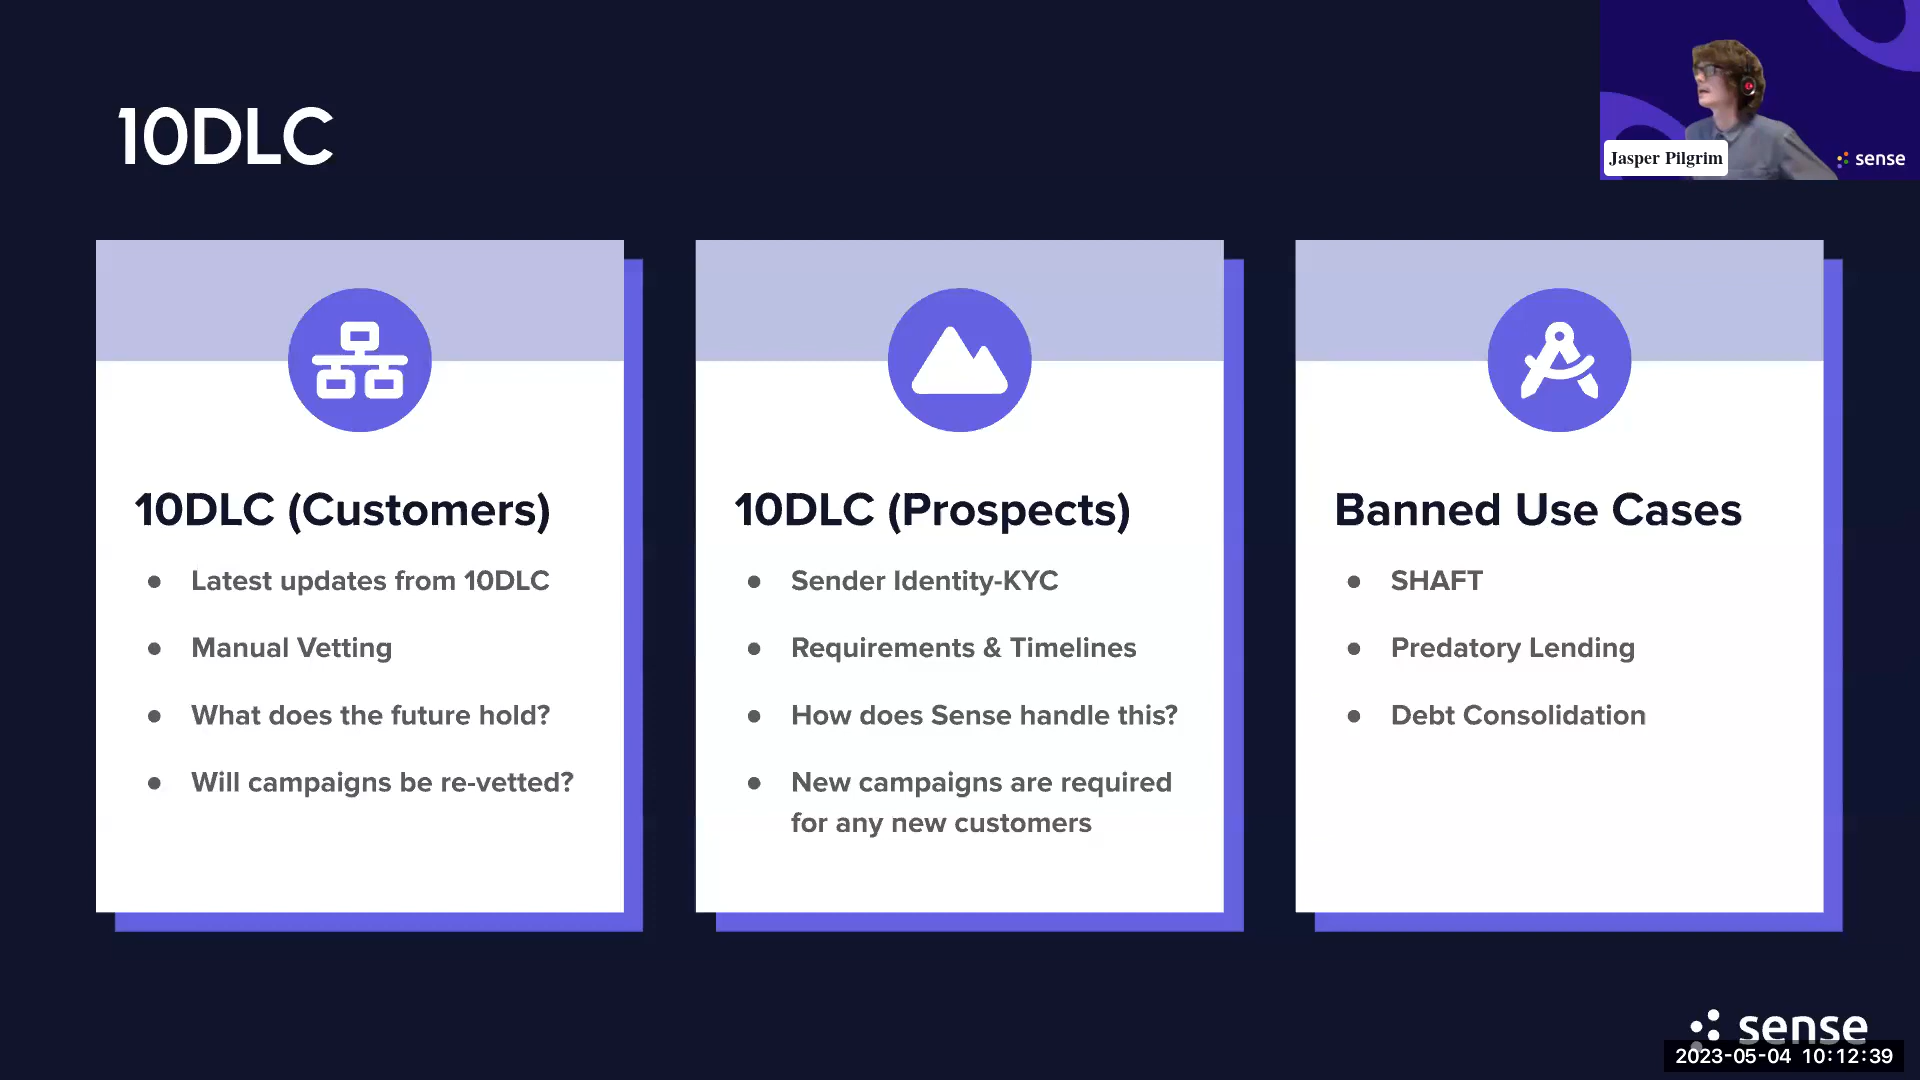 10DLC
Jasper Pilgrim
sense
10DLC (Customers)
● Latest updates from 10DLC
● Manual Vetting
● What does the future hold?
● Will campaigns be re-vetted?
10DLC (Prospects)
● Sender Identity-KYC
● Requirements & Timelines
● How does Sense handle this?
● New campaigns are required
for any new customers
Banned Use Cases
● SHAFT
● Predatory Lending
● Debt Consolidation
sense
2023-05-04 10:12:39